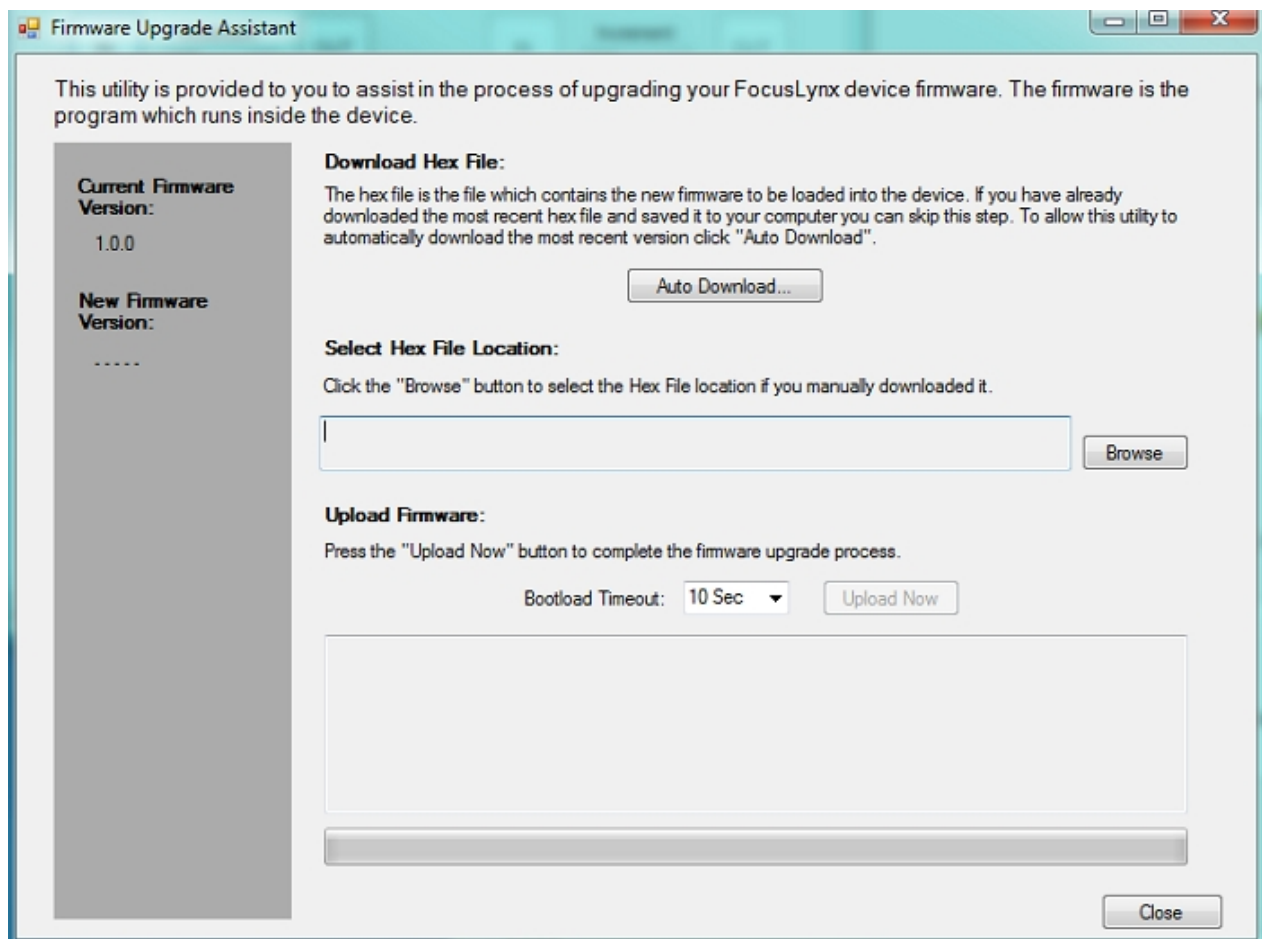 Firmware Upgrade Assistant
This utility is provided to you to assist in the process of upgrading your FocusLynx device firmware. The firmware is the
program which runs inside the device.
Current Firmware
Version:
1.0.0
New Firmware
Version:
- - - - -
Download Hex File:
The hex file is the file which contains the new firmware to be loaded into the device. If you have already
downloaded the most recent hex file and saved it to your computer you can skip this step. To allow this utility to
automatically download the most recent version click "Auto Download".
Auto Download...
Select Hex File Location:
Click the "Browse" button to select the Hex File location if you manually downloaded it.
Browse
Upload Firmware:
Press the "Upload Now" button to complete the firmware upgrade process.
Bootload Timeout: 10 Sec Upload Now
Close